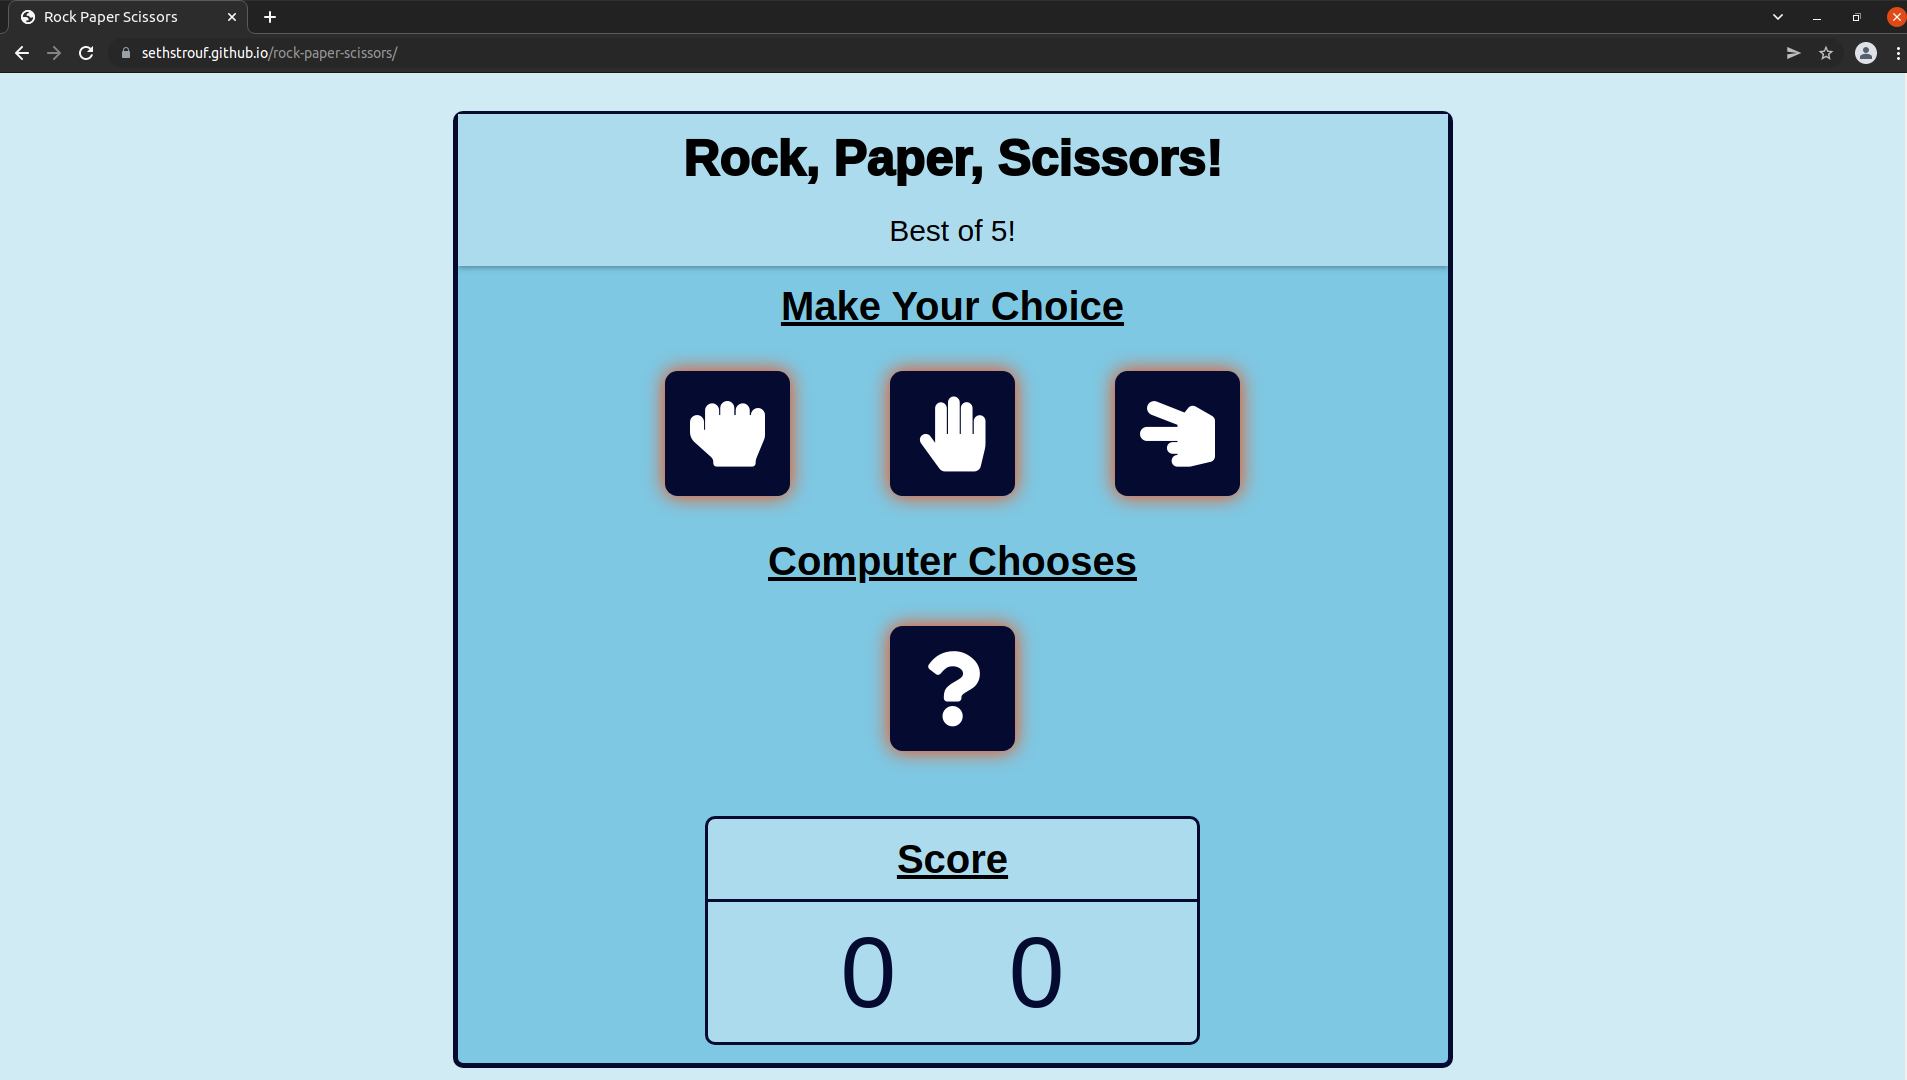 Rock Paper Scissors
sethstrouf.github.io/rock-paper-scissors/
Rock, Paper, Scissors!
Best of 5!
Make Your Choice
Computer Chooses
?
Score
0 0